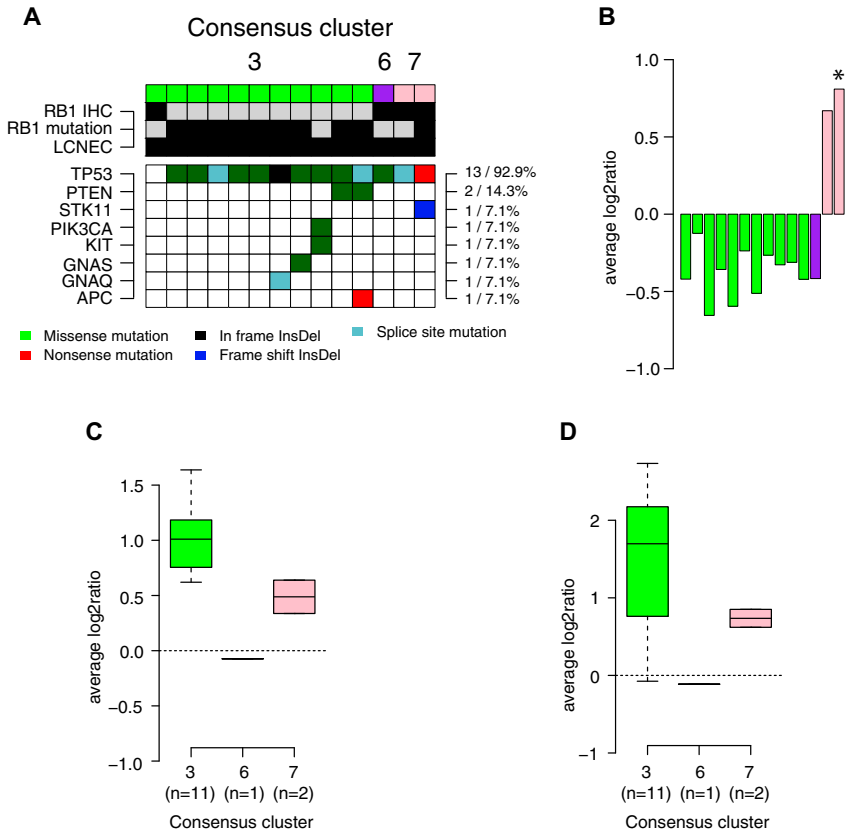 A
Consensus cluster
3 6 7
RB1 IHC
RB1 mutation
LCNEC
TP53 13 / 92.9%
PTEN 2 / 14.3%
STK11 1 / 7.1%
PIK3CA 1 / 7.1%
KIT 1 / 7.1%
GNAS 1 / 7.1%
GNAQ 1 / 7.1%
APC 1 / 7.1%
Missense mutation In frame InsDel Splice site mutation
Nonsense mutation Frame shift InsDel
B
average log2ratio
1.0
0.5
0.0
−0.5
−1.0
*
C
average log2ratio
1.5
1.0
0.5
0.0
−0.5
−1.0
3 6 7
(n=11) (n=1) (n=2)
Consensus cluster
D
average log2ratio
2
1
0
−1
3 6 7
(n=11) (n=1) (n=2)
Consensus cluster